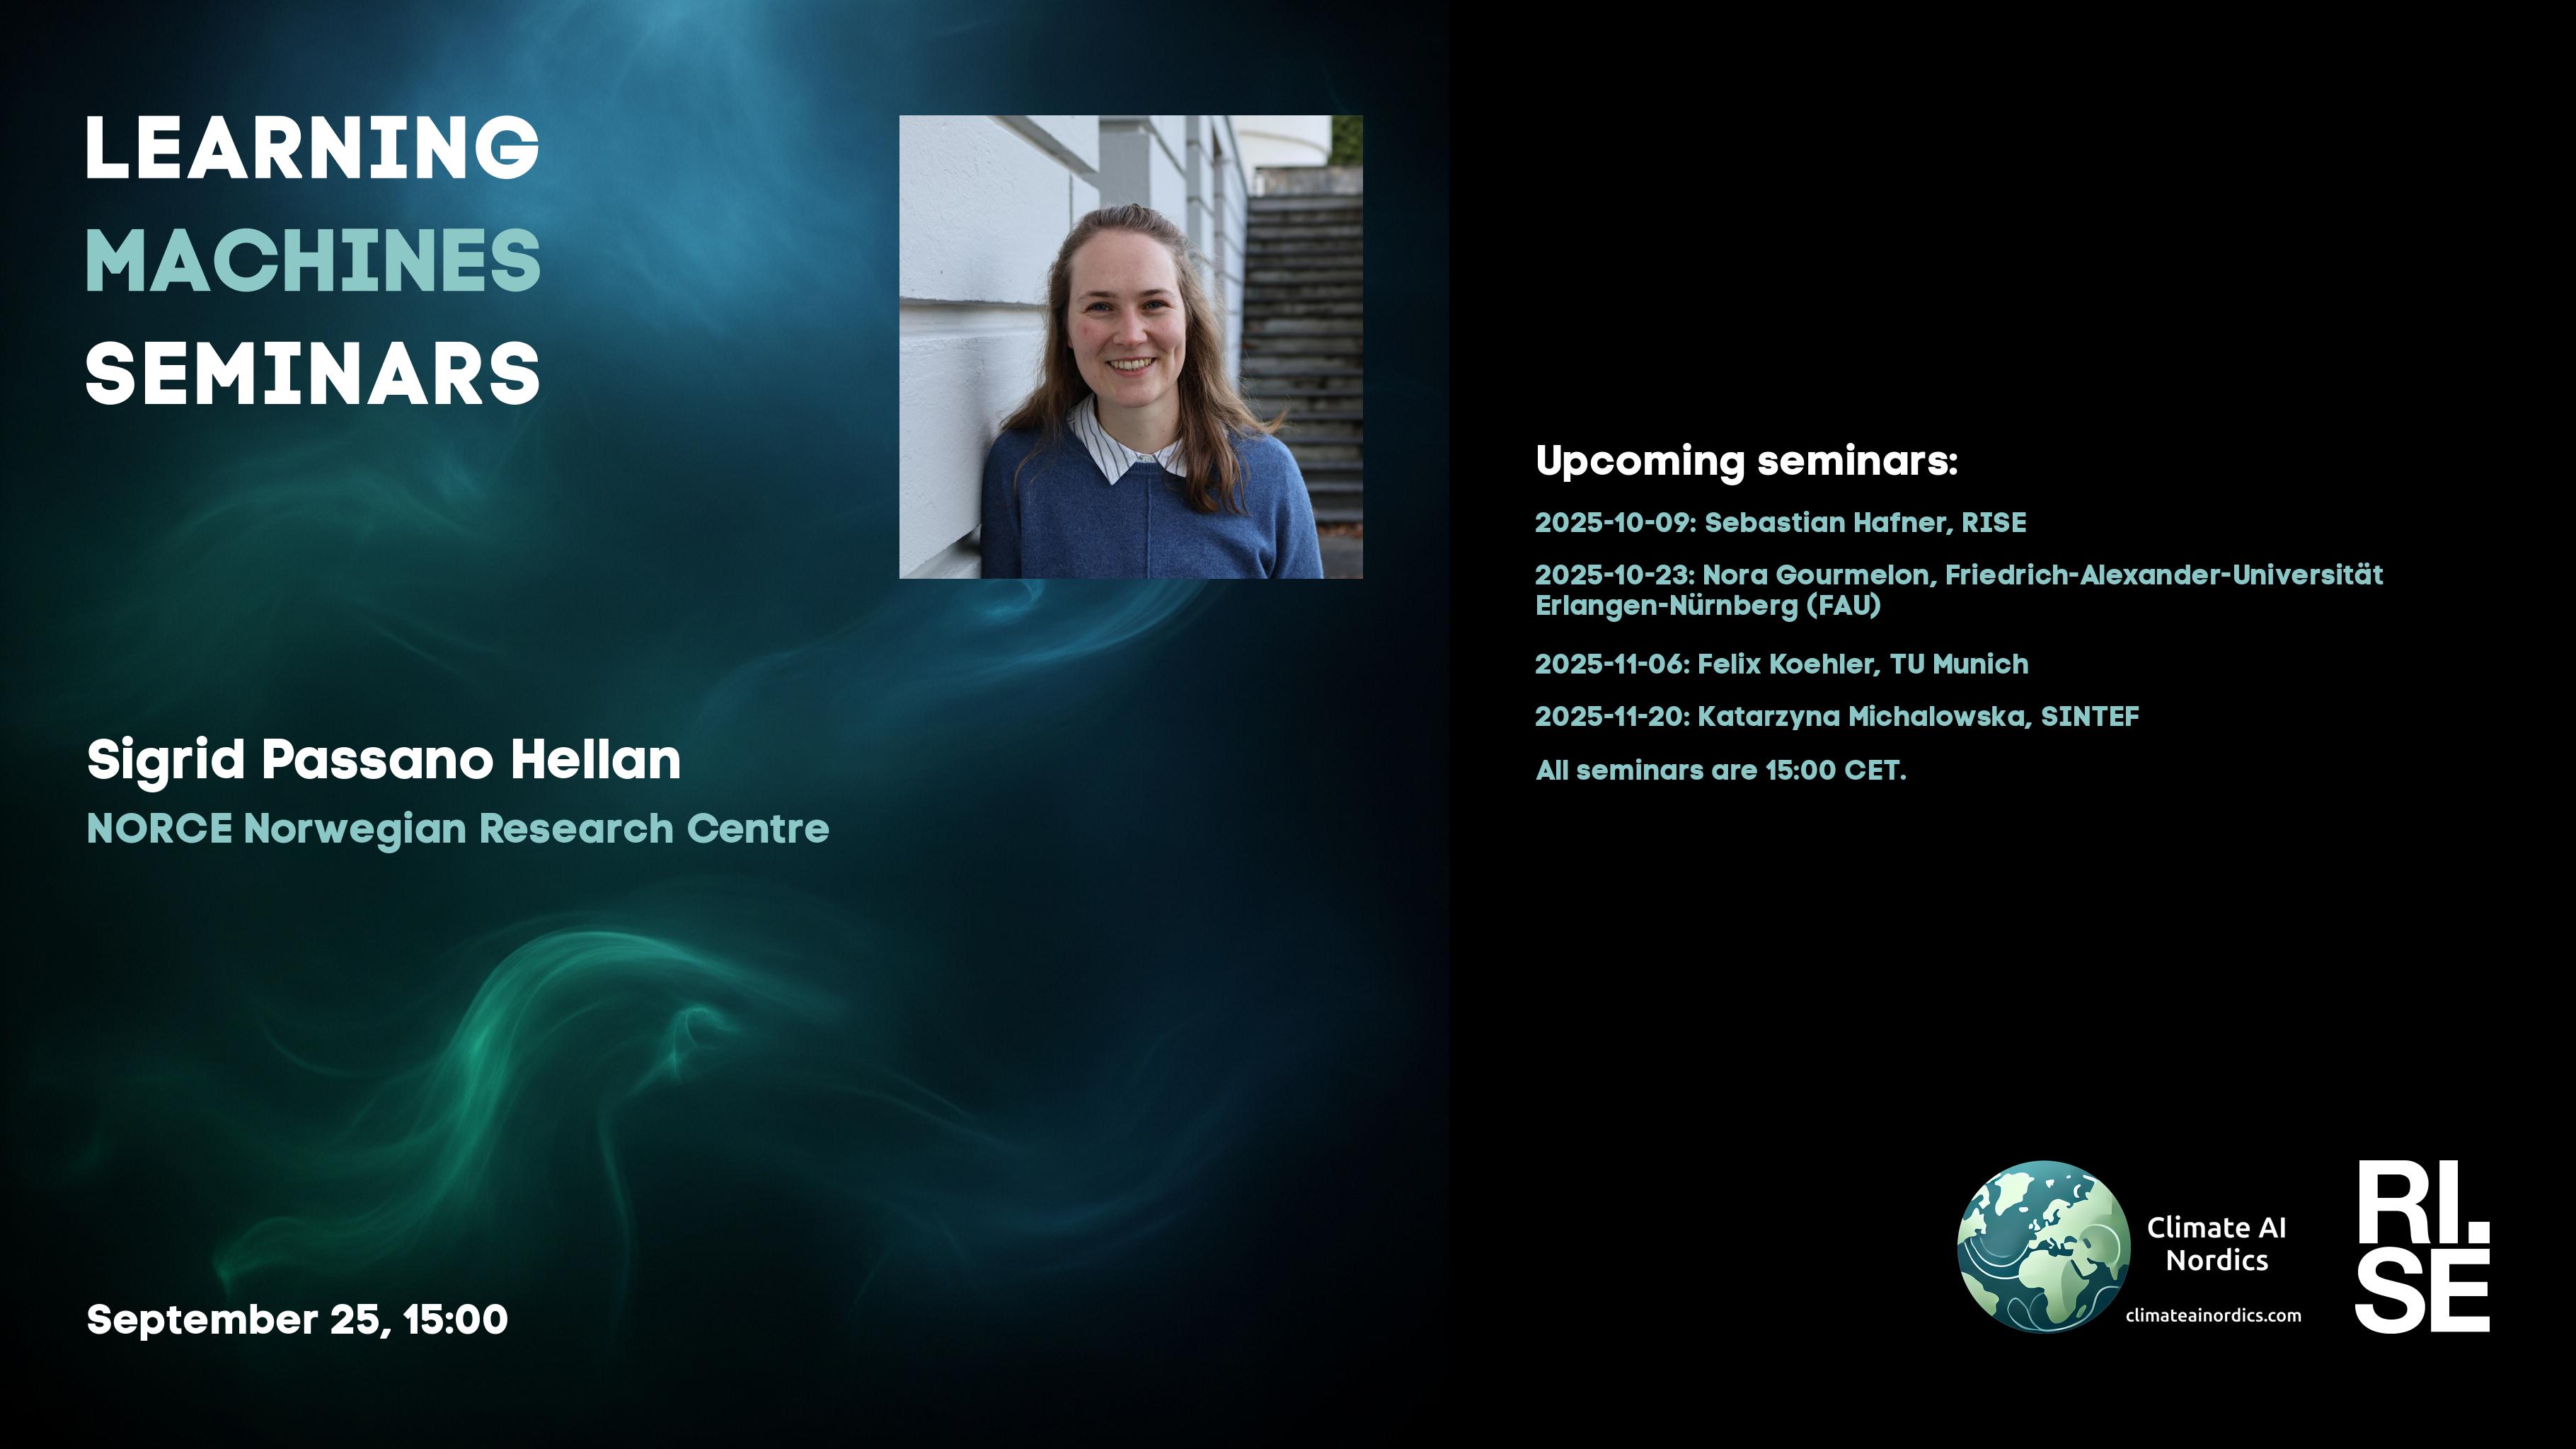 LEARNING
MACHINES
SEMINARS
Sigrid Passano Hellan
NORCE Norwegian Research Centre
September 25, 15:00
Upcoming seminars:
2025-10-09: Sebastian Hafner, RISE
2025-10-23: Nora Gourmelon, Friedrich-Alexander-Universität
Erlangen-Nürnberg (FAU)
2025-11-06: Felix Koehler, TU Munich
2025-11-20: Katarzyna Michalowska, SINTEF
All seminars are 15:00 CET.
Climate AI
Nordics
climateainordics.com
RI.
SE